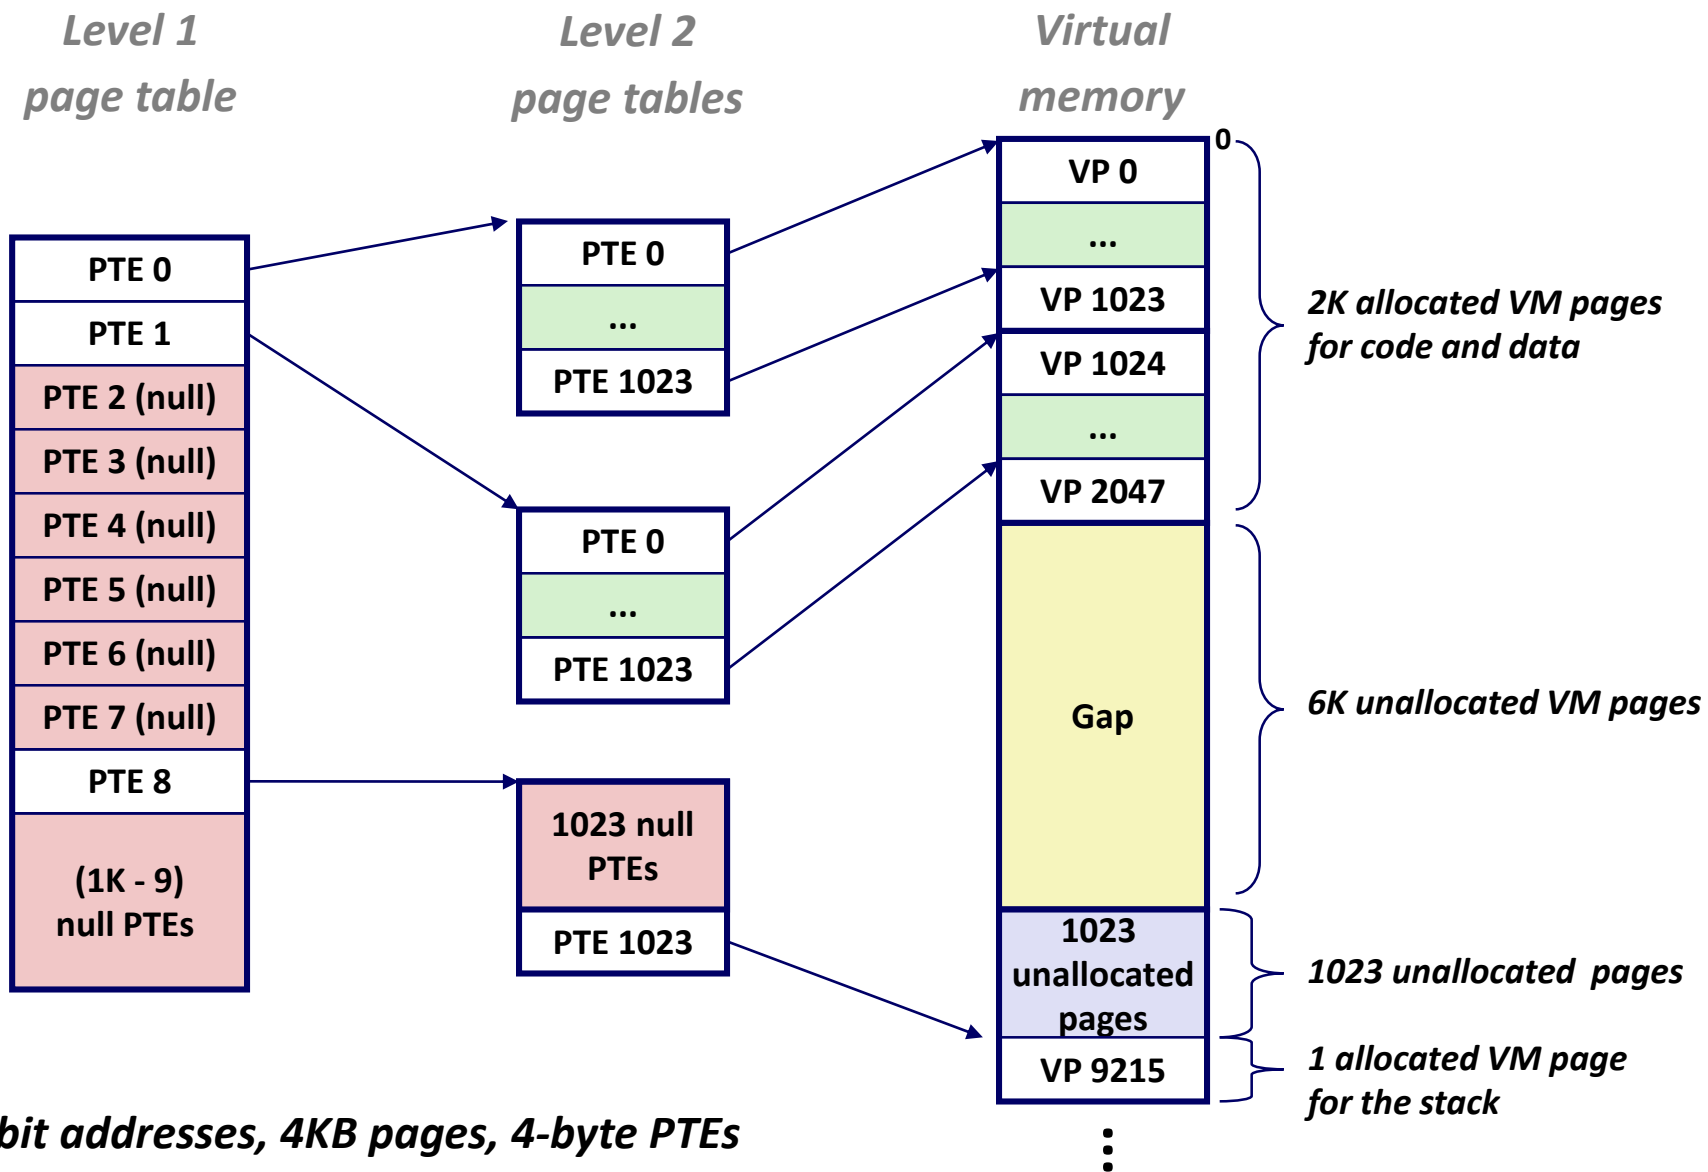 Level 1
page table
Level 2
page tables
Virtual
memory
PTE 0
PTE 1
PTE 2 (null)
PTE 3 (null)
PTE 4 (null)
PTE 5 (null)
PTE 6 (null)
PTE 7 (null)
PTE 8
(1K - 9)
null PTEs
PTE 0
...
PTE 1023
PTE 0
...
PTE 1023
1023 null
PTEs
PTE 1023
0
VP 0
...
VP 1023
VP 1024
...
VP 2047
Gap
1023
unallocated
pages
VP 9215
2K allocated VM pages
for code and data
6K unallocated VM pages
1023 unallocated pages
1 allocated VM page
for the stack
bit addresses, 4KB pages, 4-byte PTEs